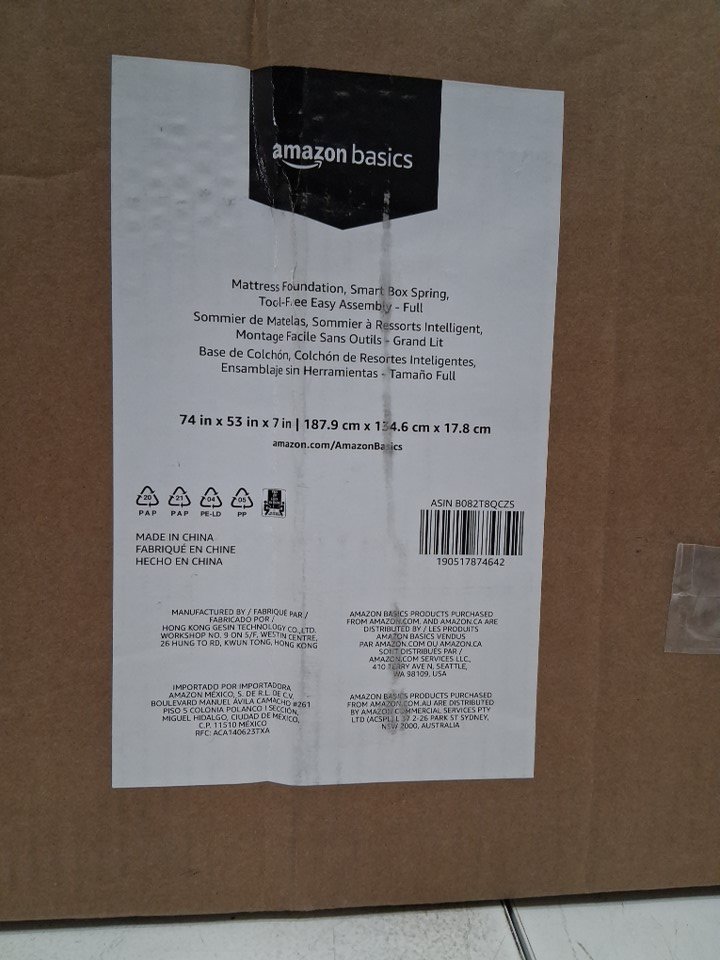 amazon basics
Mattress Foundation, Smart Box Spring,
Tool-Free Easy Assembly - Full
Sommier de Matelas, Sommier à Ressorts Intelligent,
Montage Facile Sans Outils - Grand Lit
Base de Colchón, Colchón de Resortes Inteligentes,
Ensamblaje sin Herramientas - Tamaño Full
74 in x 53 in x 7 in | 187.9 cm x 134.6 cm x 17.8 cm
amazon.com/AmazonBasics
20 21 04 05
PAP PAP PE-LD PP
ASIN B082T8QCZS
190517874642
MADE IN CHINA
FABRIQUÉ EN CHINE
HECHO EN CHINA
MANUFACTURED BY / FABRIQUÉ PAR /
FABRICADO POR /
HONG KONG GESIN TECHNOLOGY CO.,LTD.
WORKSHOP NO. 9 ON 5/F, WESTIN CENTRE,
26 HUNG TO RD, KWUN TONG, HONG KONG
AMAZON BASICS PRODUCTS PURCHASED
FROM AMAZON.COM, AND AMAZON.CA ARE
DISTRIBUTED BY / LES PRODUITS
AMAZON BASICS VENDUS
PAR AMAZON.COM OU AMAZON.CA
SONT DISTRIBUÉS PAR /
AMAZON.COM SERVICES LLC,
410 TERRY AVE N, SEATTLE,
WA 98109, USA
IMPORTADO POR IMPORTADORA
AMAZON MÉXICO, S. DE R.L. DE C.V.
BOULEVARD MANUEL ÁVILA CAMACHO #261
PISO 5 COLONIA POLANCO I SECCIÓN,
MIGUEL HIDALGO, CIUDAD DE MÉXICO,
C.P. 11510 MÉXICO
RFC: ACA140623TXA
AMAZON BASICS PRODUCTS PURCHASED
FROM AMAZON.COM.AU ARE DISTRIBUTED
BY AMAZON COMMERCIAL SERVICES PTY
LTD (ACSPL), 2-26 PARK ST SYDNEY,
NSW 2000, AUSTRALIA